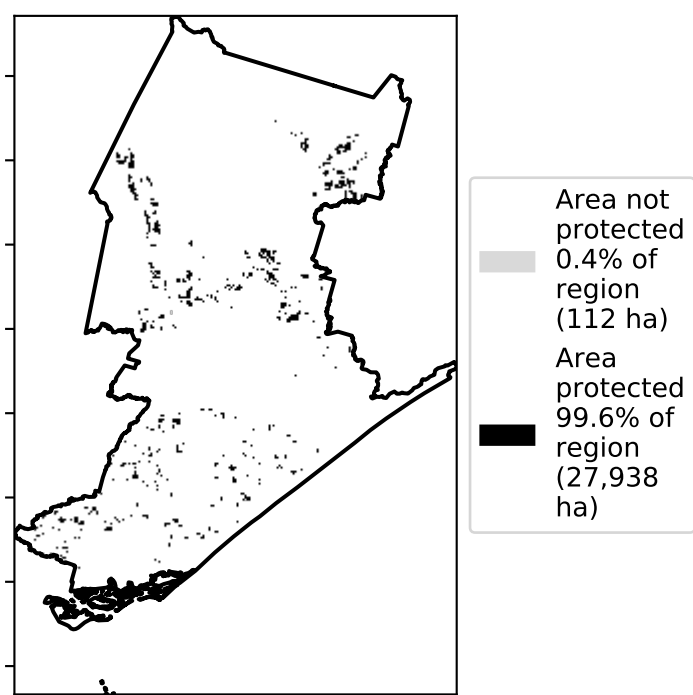 Area not
protected
0.4% of
region
(112 ha)
Area
protected
99.6% of
region
(27,938
ha)